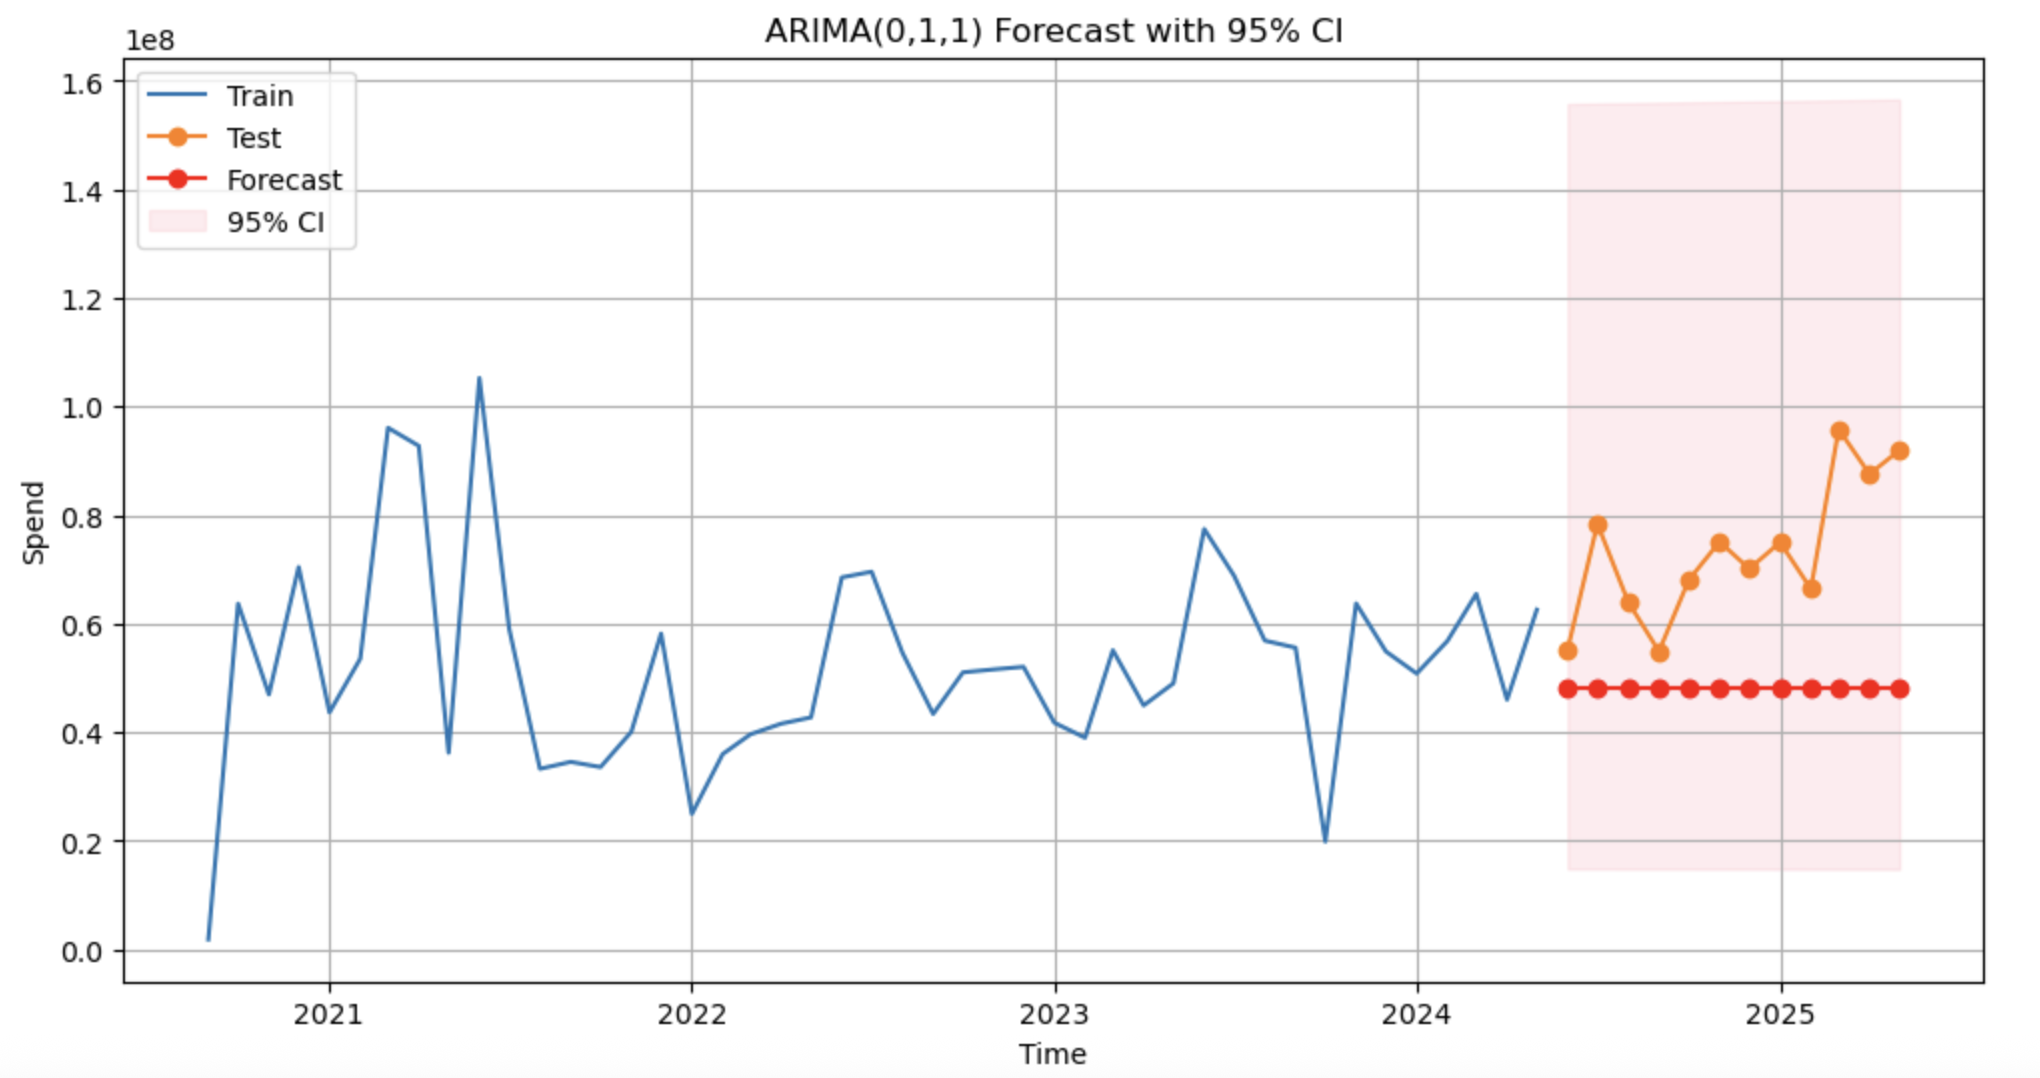 ARIMA(0,1,1) Forecast with 95% CI
1e8
1.6
1.4
1.2
1.0
0.8
0.6
0.4
0.2
0.0
Spend
Train
Test
Forecast
95% CI
2021 2022 2023 2024 2025
Time